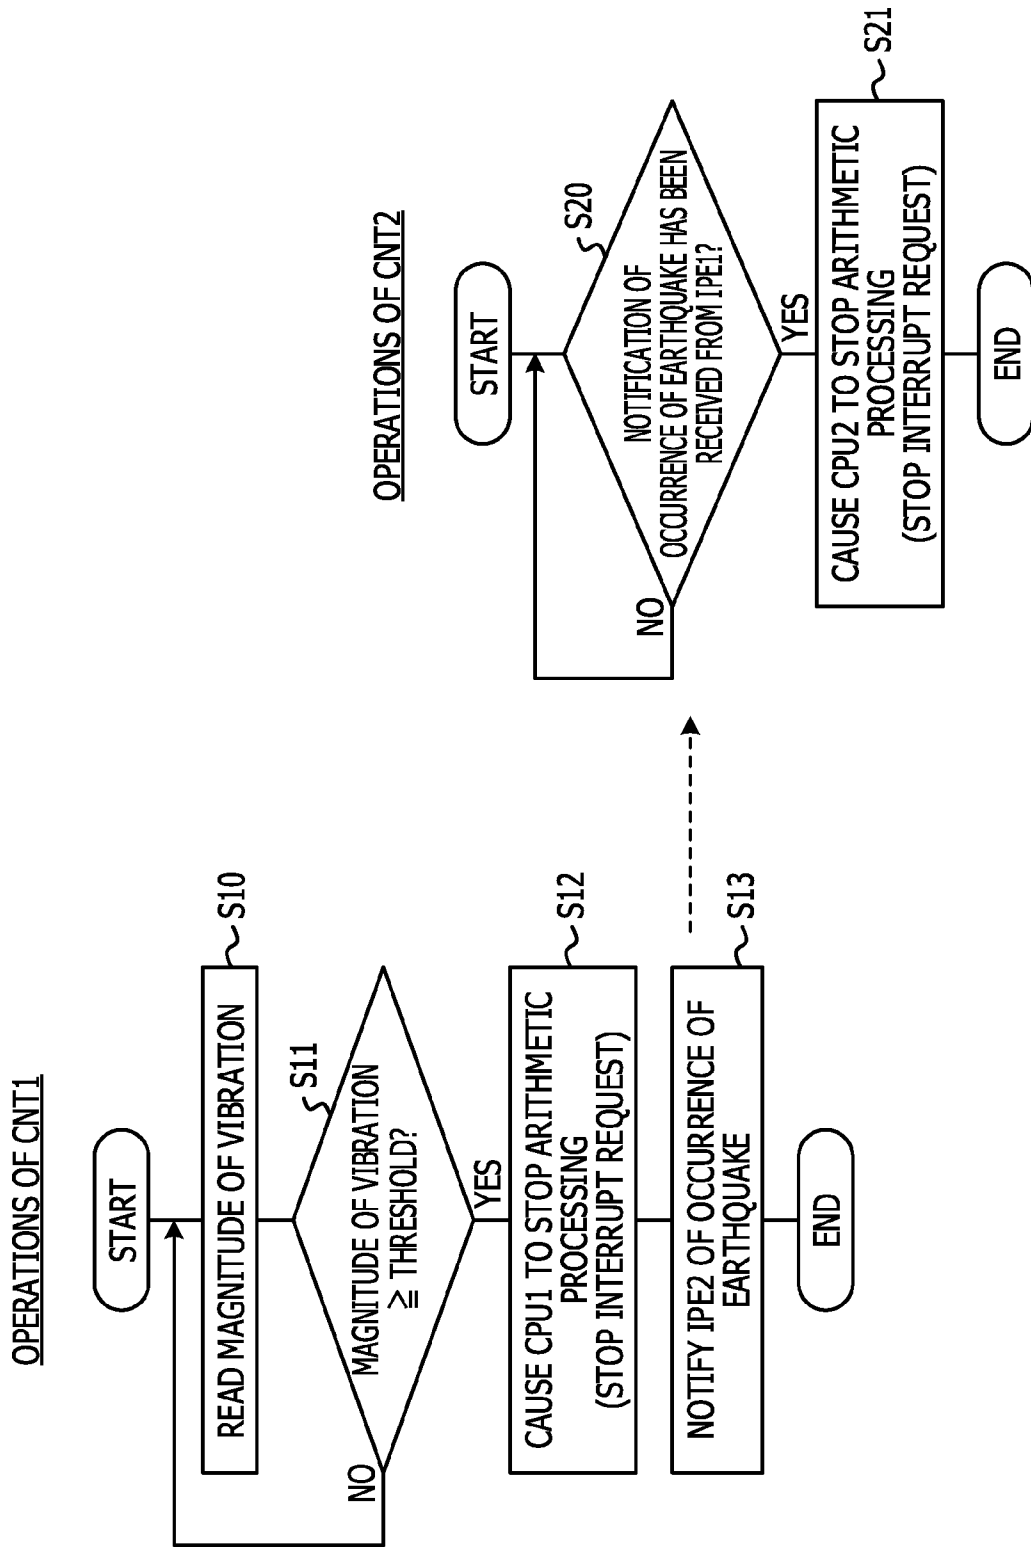 OPERATIONS OF CNT1
START
READ MAGNITUDE OF VIBRATION
S10
MAGNITUDE OF VIBRATION
≧ THRESHOLD?
S11
NO
YES
CAUSE CPU1 TO STOP ARITHMETIC
PROCESSING
(STOP INTERRUPT REQUEST)
S12
NOTIFY IPE2 OF OCCURRENCE OF
EARTHQUAKE
S13
END
OPERATIONS OF CNT2
START
NOTIFICATION OF
OCCURRENCE OF EARTHQUAKE HAS BEEN
RECEIVED FROM IPE1?
S20
NO
YES
CAUSE CPU2 TO STOP ARITHMETIC
PROCESSING
(STOP INTERRUPT REQUEST)
S21
END